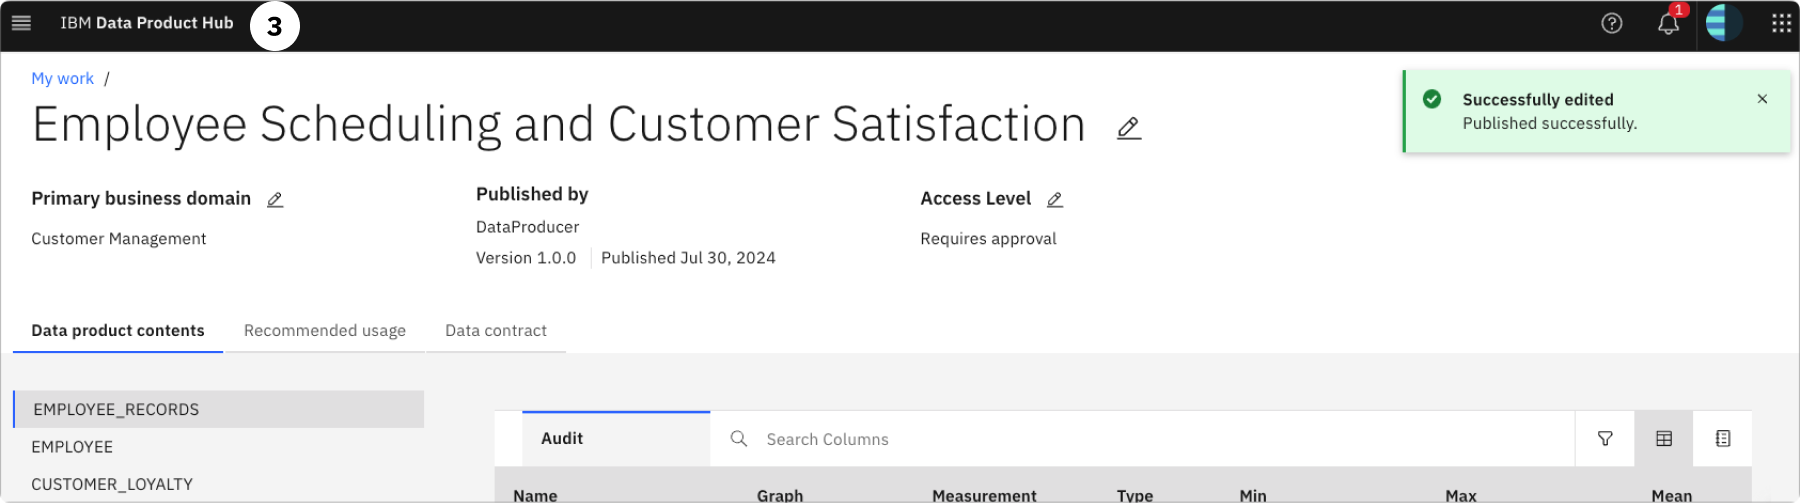 IBM Data Product Hub
3
1
My work /
Employee Scheduling and Customer Satisfaction
Successfully edited
Published successfully.
Primary business domain
Customer Management
Published by
DataProducer
Version 1.0.0
Published Jul 30, 2024
Access Level
Requires approval
Data product contents
Recommended usage
Data contract
EMPLOYEE_RECORDS
EMPLOYEE
CUSTOMER_LOYALTY
Audit
Search Columns
Name Graph Measurement Type Min Max Mean